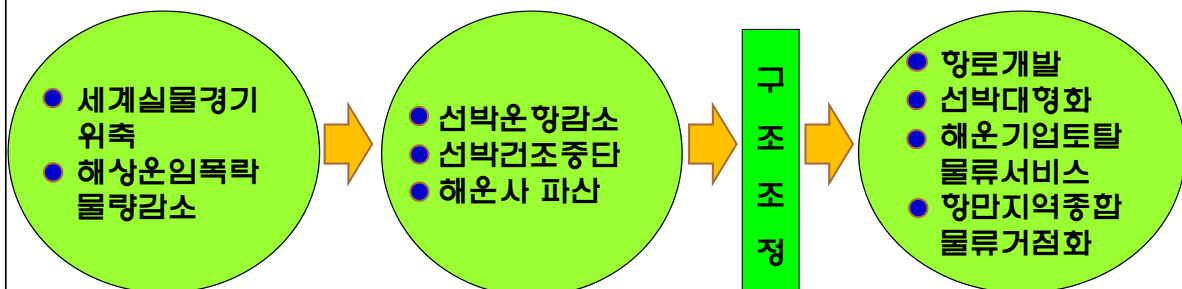 세계실물경기
위축
해상운임폭락
물량감소
선박운항감소
선박건조중단
해운사 파산
구
조
조
정
항로개발
선박대형화
해운기업토탈
물류서비스
항만지역종합
물류거점화